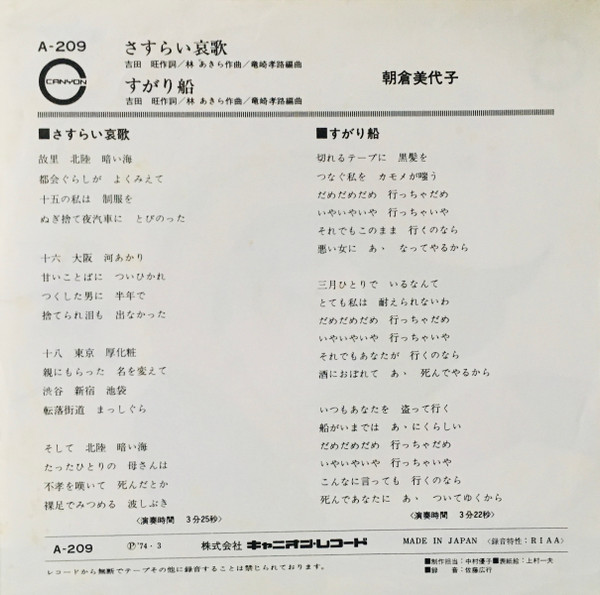 A-209
CANYON
さすらい哀歌
吉田　旺作詞／林　あきら作曲／竜崎孝路編曲
すがり船
吉田　旺作詞／林　あきら作曲／竜崎孝路編曲
朝倉美代子
■さすらい哀歌
故里　北陸　暗い海
都会ぐらしが　よくみえて
十五の私は　制服を
ぬぎ捨て夜汽車に　とびのった
十六　大阪　河あかり
甘いことばに　ついひかれ
つくした男に　半年で
捨てられ泪も　出なかった
十八　東京　厚化粧
親にもらった　名を変えて
渋谷　新宿　池袋
転落街道　まっしぐら
そして　北陸　暗い海
たったひとりの　母さんは
不孝を嘆いて　死んだとか
裸足でみつめる　波しぶき
〈演奏時間　3分25秒〉
■すがり船
切れるテープに　黒髪を
つなぐ私を　カモメが嗤う
だめだめだめ　行っちゃだめ
いやいやいや　行っちゃいや
それでもこのまま　行くのなら
悪い女に　あゝ　なってやるから
三月ひとりで　いるなんて
とても私は　耐えられないわ
だめだめだめ　行っちゃだめ
いやいやいや　行っちゃいや
それでもあなたが　行くのなら
酒におぼれて　あゝ　死んでやるから
いつもあなたを　盗って行く
船がいまでは　あゝにくらしい
だめだめだめ　行っちゃだめ
いやいやいや　行っちゃいや
こんなに言っても　行くのなら
死んであなたに　あゝ　ついてゆくから
〈演奏時間　3分22秒〉
A-209　Ⓟ'74・3　株式会社 キャニオン・レコード　MADE IN JAPAN　〈録音特性：RIAA〉
レコードから無断でテープその他に録音することは禁じられております。
■制作担当：中村優子■表紙絵：上村一夫
■録　　音：佐藤広行